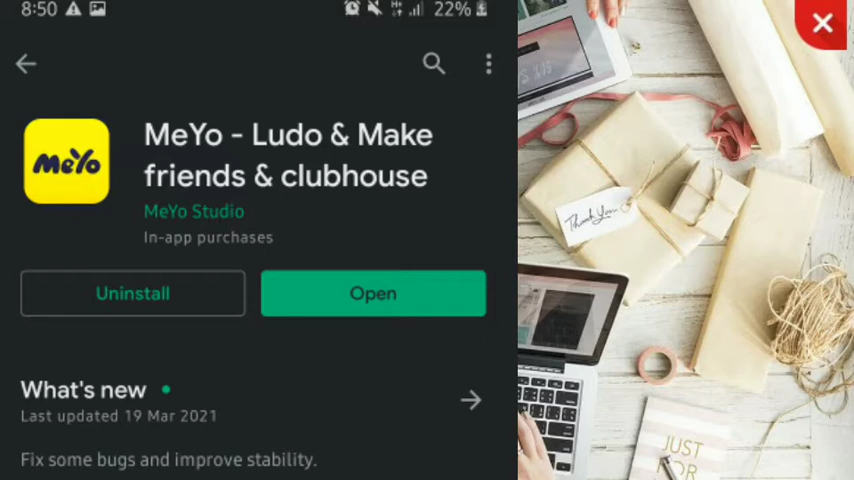 8:50
22%
MeYo
MeYo - Ludo & Make
friends & clubhouse
MeYo Studio
In-app purchases
Uninstall
Open
What's new
Last updated 19 Mar 2021
Fix some bugs and improve stability.
Thank You
JUST
FOR